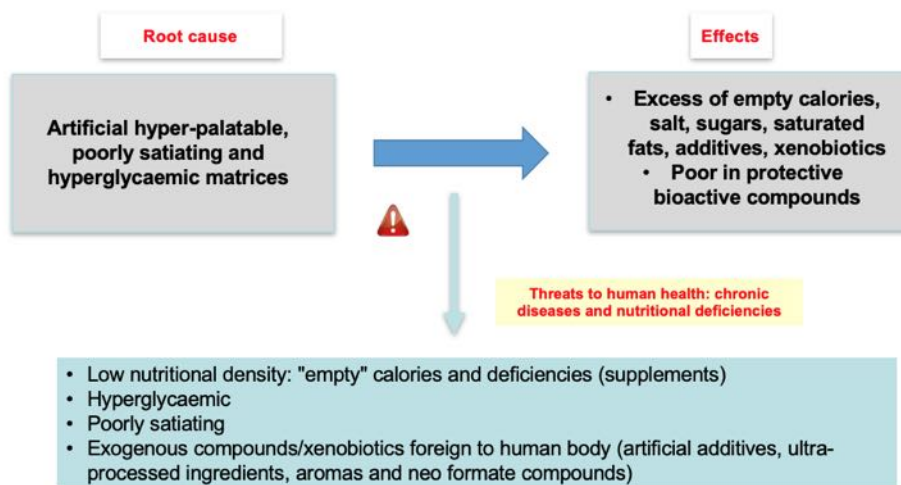 Root cause
Effects
Artificial hyper-palatable,
poorly satiating and
hyperglycaemic matrices
• Excess of empty calories,
salt, sugars, saturated
fats, additives, xenobiotics
• Poor in protective
bioactive compounds
Threats to human health: chronic
diseases and nutritional deficiencies
• Low nutritional density: "empty" calories and deficiencies (supplements)
• Hyperglycaemic
• Poorly satiating
• Exogenous compounds/xenobiotics foreign to human body (artificial additives, ultra-
processed ingredients, aromas and neo formate compounds)